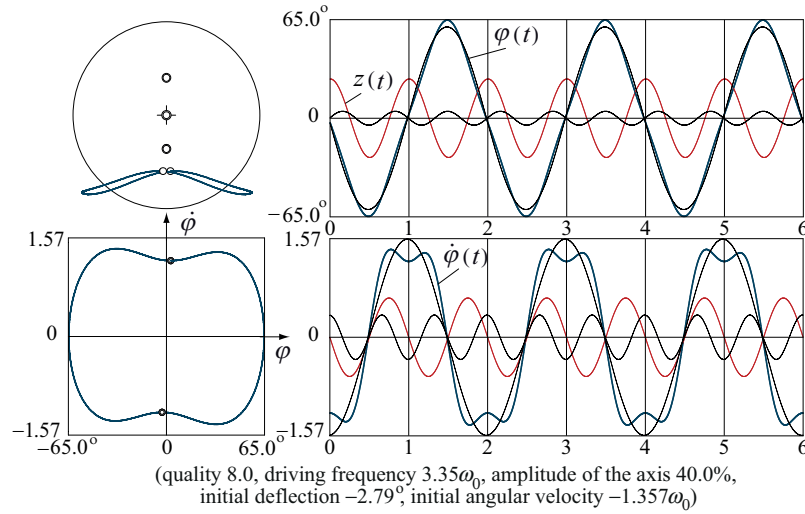 65.0°
φ(t)
z(t)
0
−65.0°
0 1 2 3 4 5 6
φ̇
1.57
0
φ
−1.57
−65.0° 0 65.0°
1.57
φ̇(t)
0
−1.57
0 1 2 3 4 5 6
(quality 8.0, driving frequency 3.35ω₀, amplitude of the axis 40.0%,
initial deflection −2.79°, initial angular velocity −1.357ω₀)